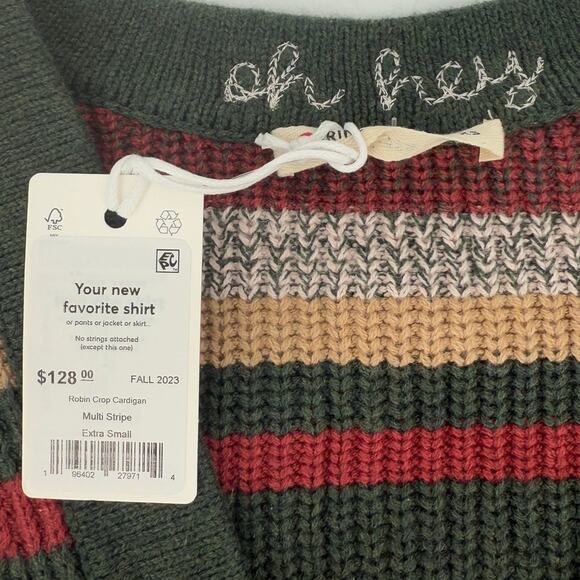 oh hey
FSC
Your new
favorite shirt
or pants or jacket or skirt...
No strings attached
(except this one)
$128.00 FALL 2023
Robin Crop Cardigan
Multi Stripe
Extra Small
1 96402 27971 4